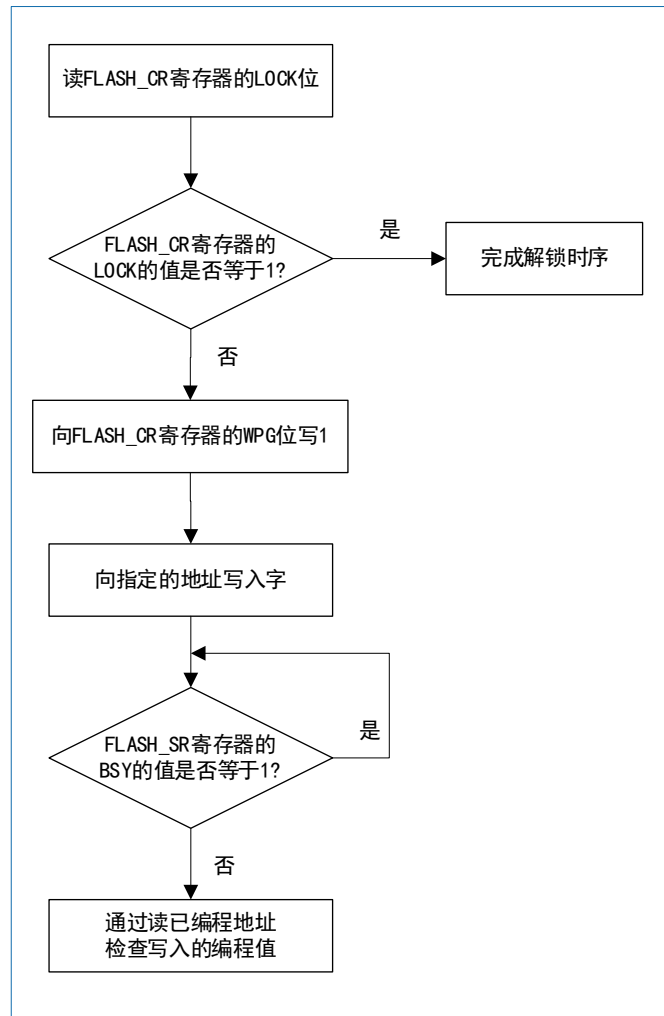 读FLASH_CR寄存器的LOCK位
FLASH_CR寄存器的
LOCK的值是否等于1?
是
完成解锁时序
否
向FLASH_CR寄存器的WPG位写1
向指定的地址写入字
FLASH_SR寄存器的
BSY的值是否等于1?
是
否
通过读已编程地址
检查写入的编程值